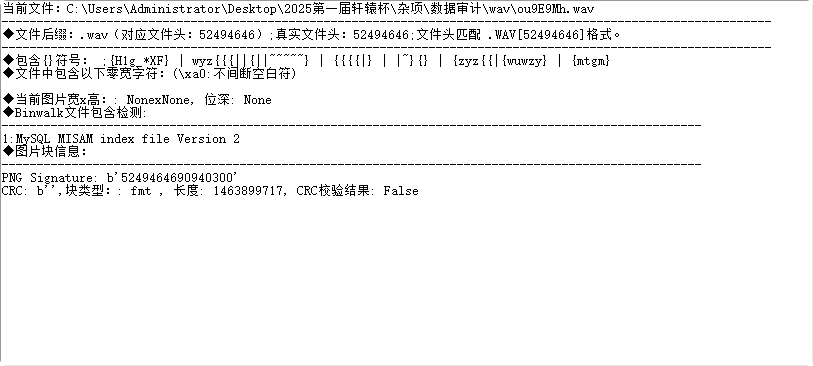 当前文件: C:\Users\Administrator\Desktop\2025第一届轩辕杯\杂项\数据审计\wav\ou9E9Mh.wav
----------------------------------------------------------------------------------------------------
◆文件后缀: .wav（对应文件头: 52494646）;真实文件头: 52494646;文件头匹配 .WAV[52494646]格式。
----------------------------------------------------------------------------------------------------
◆包含{}符号: ;{H1g_*XF} | wyz{{{||{||~~~~~} | {{{{|} | |~}{} | {zyz{{|{wuwzy} | {mtgm}
◆文件中包含以下零宽字符: (\xa0:不间断空白符)
◆当前图片宽x高: : NonexNone, 位深: None
◆Binwalk文件包含检测:
-------------------------------------------------------------------------------------------
1:MySQL MISAM index file Version 2
◆图片块信息:
-------------------------------------------------------------------------------------------
PNG Signature: b'5249464690940300'
CRC: b'',块类型: : fmt , 长度: 1463899717, CRC校验结果: False